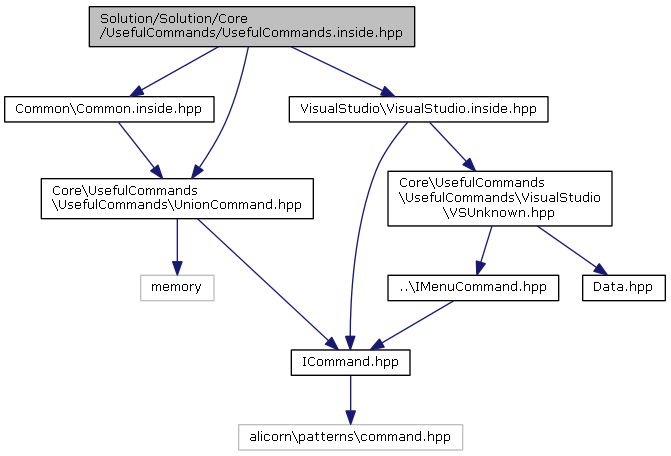 Solution/Solution/Core
/UsefulCommands/UsefulCommands.inside.hpp
Common\Common.inside.hpp
VisualStudio\VisualStudio.inside.hpp
Core\UsefulCommands
\UsefulCommands\UnionCommand.hpp
Core\UsefulCommands
\UsefulCommands\VisualStudio
\VSUnknown.hpp
memory
..\IMenuCommand.hpp
Data.hpp
ICommand.hpp
alicorn\patterns\command.hpp